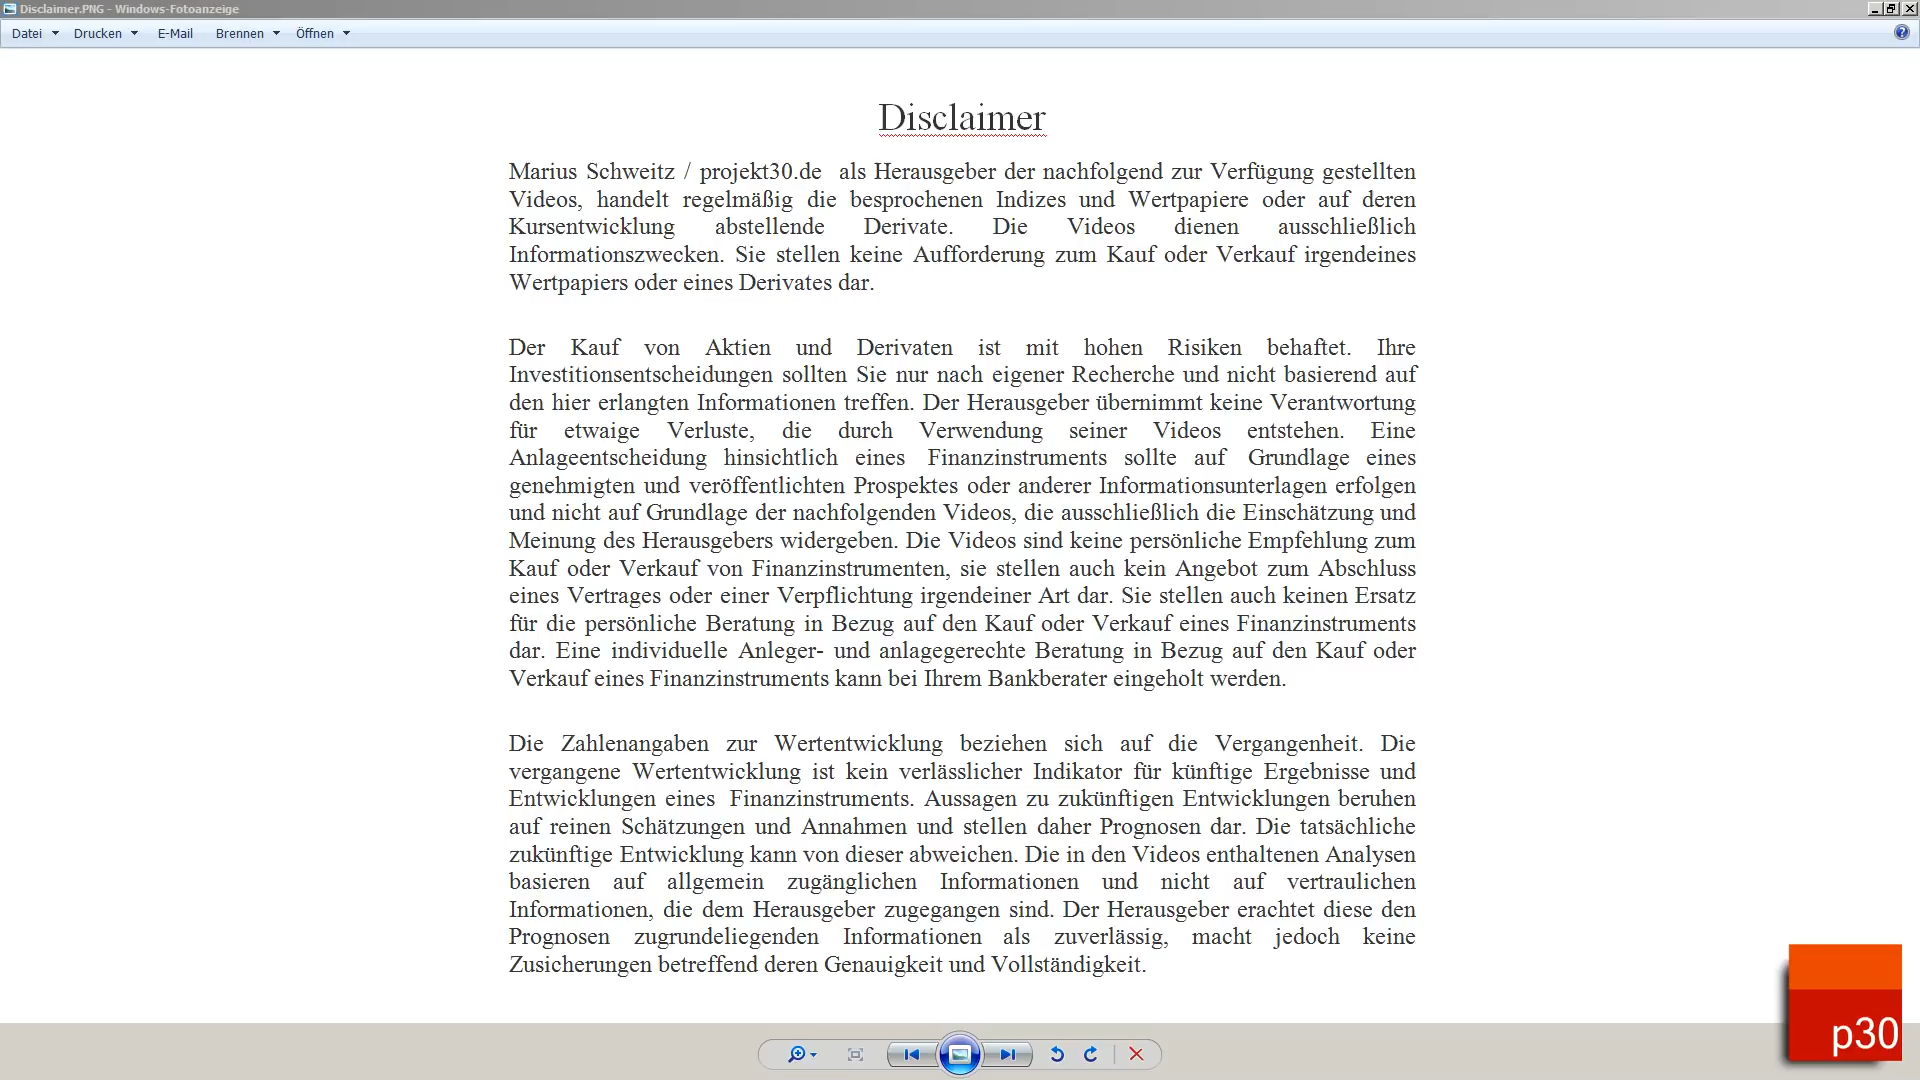 Disclaimer.PNG - Windows-Fotoanzeige
Datei Drucken E-Mail Brennen Öffnen
Disclaimer
Marius Schweitz / projekt30.de als Herausgeber der nachfolgend zur Verfügung gestellten
Videos, handelt regelmäßig die besprochenen Indizes und Wertpapiere oder auf deren
Kursentwicklung abstellende Derivate. Die Videos dienen ausschließlich
Informationszwecken. Sie stellen keine Aufforderung zum Kauf oder Verkauf irgendeines
Wertpapiers oder eines Derivates dar.
Der Kauf von Aktien und Derivaten ist mit hohen Risiken behaftet. Ihre
Investitionsentscheidungen sollten Sie nur nach eigener Recherche und nicht basierend auf
den hier erlangten Informationen treffen. Der Herausgeber übernimmt keine Verantwortung
für etwaige Verluste, die durch Verwendung seiner Videos entstehen. Eine
Anlageentscheidung hinsichtlich eines Finanzinstruments sollte auf Grundlage eines
genehmigten und veröffentlichten Prospektes oder anderer Informationsunterlagen erfolgen
und nicht auf Grundlage der nachfolgenden Videos, die ausschließlich die Einschätzung und
Meinung des Herausgebers widergeben. Die Videos sind keine persönliche Empfehlung zum
Kauf oder Verkauf von Finanzinstrumenten, sie stellen auch kein Angebot zum Abschluss
eines Vertrages oder einer Verpflichtung irgendeiner Art dar. Sie stellen auch keinen Ersatz
für die persönliche Beratung in Bezug auf den Kauf oder Verkauf eines Finanzinstruments
dar. Eine individuelle Anleger- und anlagegerechte Beratung in Bezug auf den Kauf oder
Verkauf eines Finanzinstruments kann bei Ihrem Bankberater eingeholt werden.
Die Zahlenangaben zur Wertentwicklung beziehen sich auf die Vergangenheit. Die
vergangene Wertentwicklung ist kein verlässlicher Indikator für künftige Ergebnisse und
Entwicklungen eines Finanzinstruments. Aussagen zu zukünftigen Entwicklungen beruhen
auf reinen Schätzungen und Annahmen und stellen daher Prognosen dar. Die tatsächliche
zukünftige Entwicklung kann von dieser abweichen. Die in den Videos enthaltenen Analysen
basieren auf allgemein zugänglichen Informationen und nicht auf vertraulichen
Informationen, die dem Herausgeber zugegangen sind. Der Herausgeber erachtet diese den
Prognosen zugrundeliegenden Informationen als zuverlässig, macht jedoch keine
Zusicherungen betreffend deren Genauigkeit und Vollständigkeit.
p30